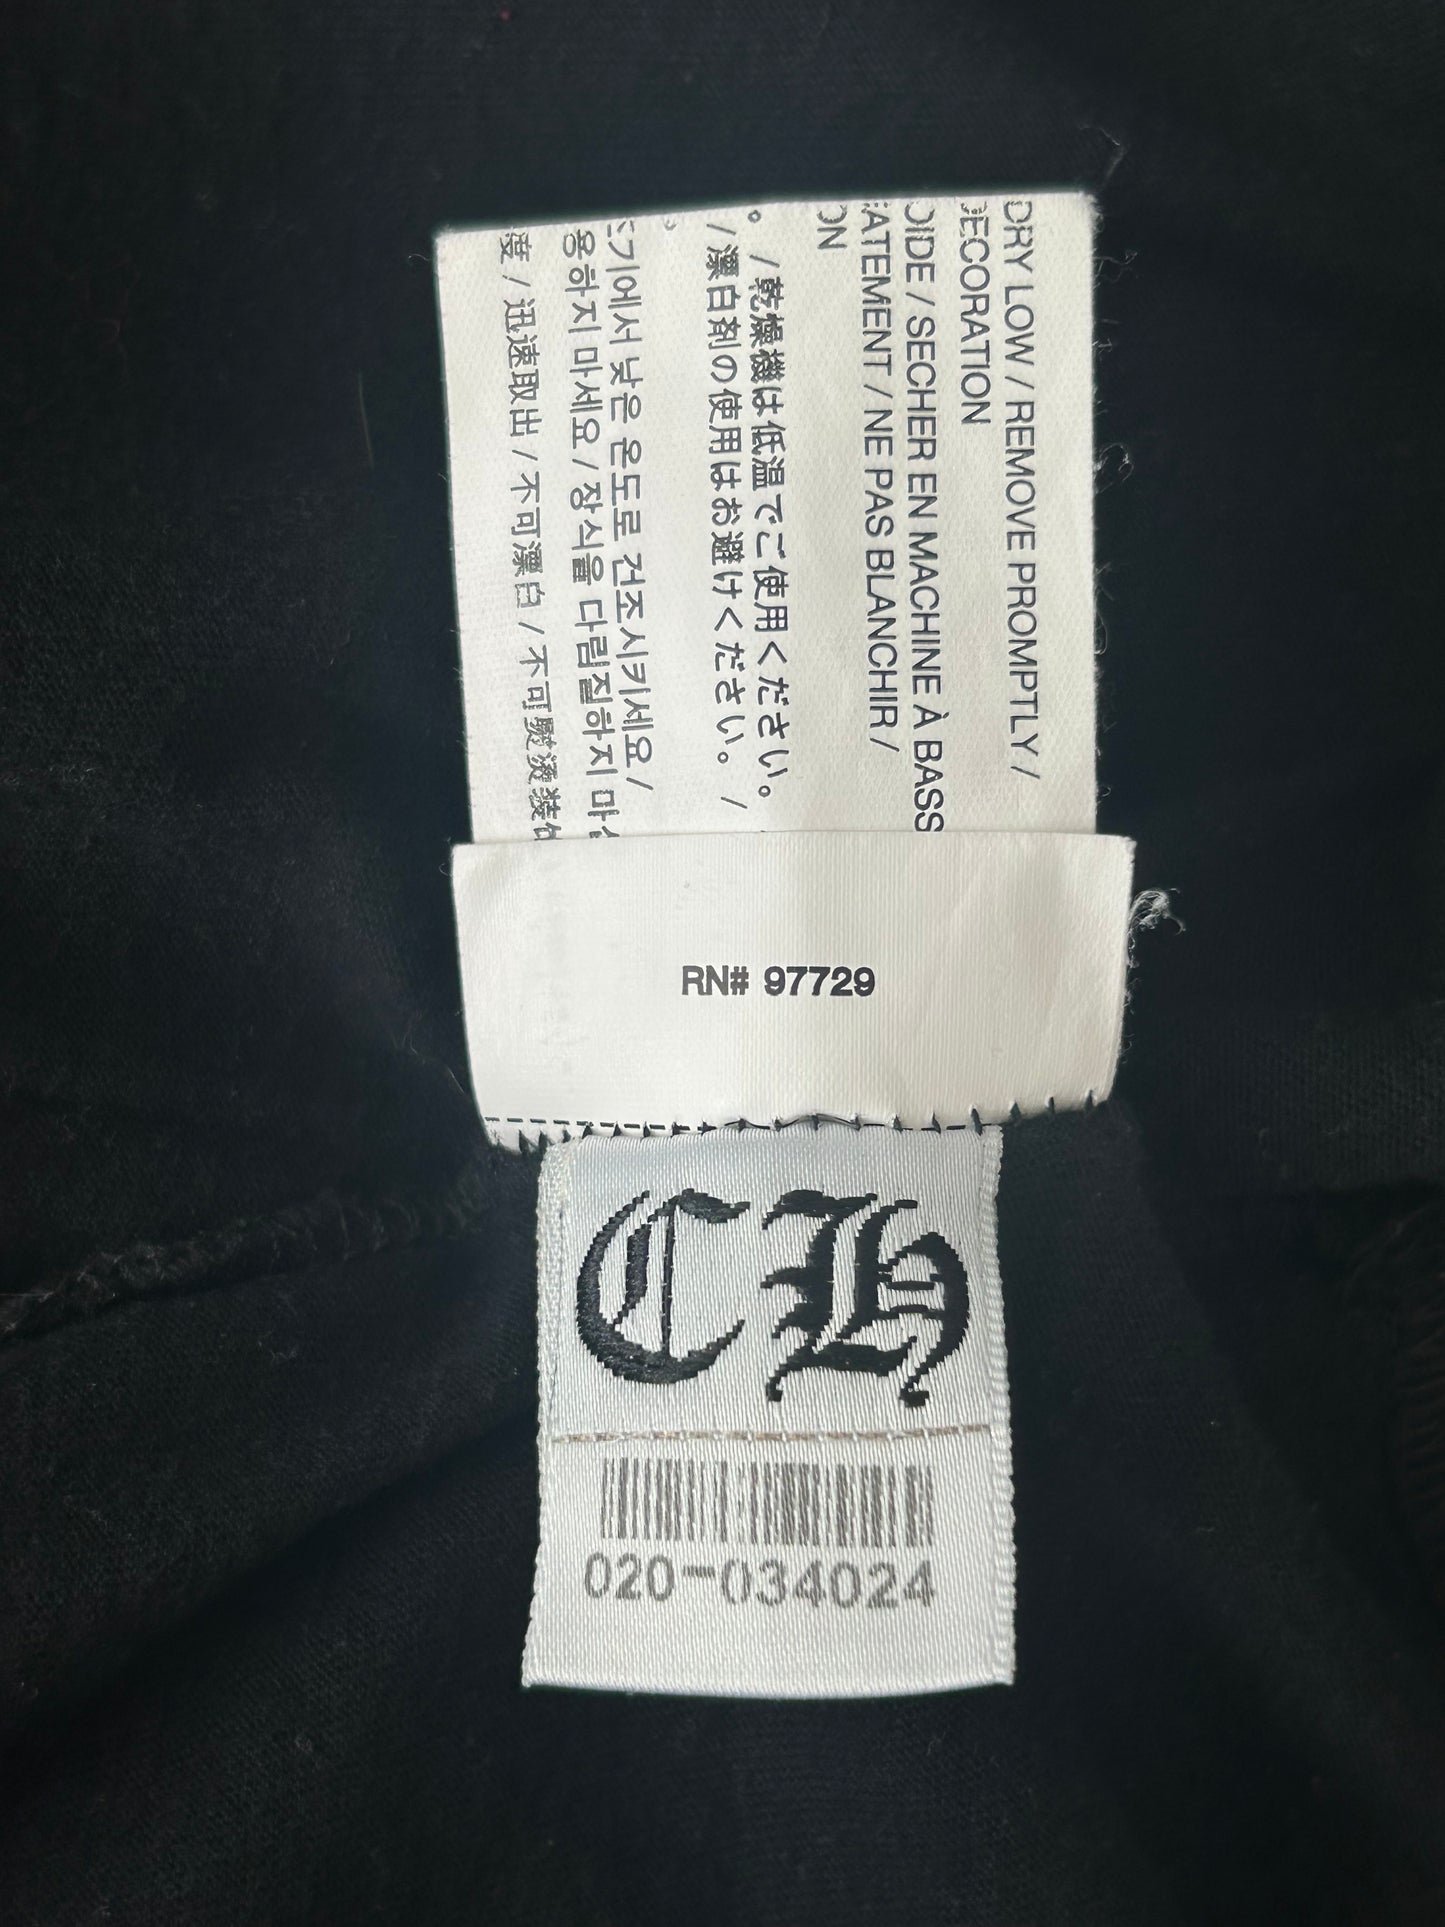 DRY LOW / REMOVE PROMPTLY /
DECORATION
OIDE / SECHER EN MACHINE À BASS
EATEMENT / NE PAS BLANCHIR /
ON
。/乾燥機は低温でご使用ください。
/漂白剤の使用はお避けください。 /
기에서 낮은 온도로 건조시키세요 /
용하지 마세요 / 장식을 다림질하지 마
度 / 迅速取出 / 不可漂白 / 不可熨烫装
RN# 97729
CH
020-034024